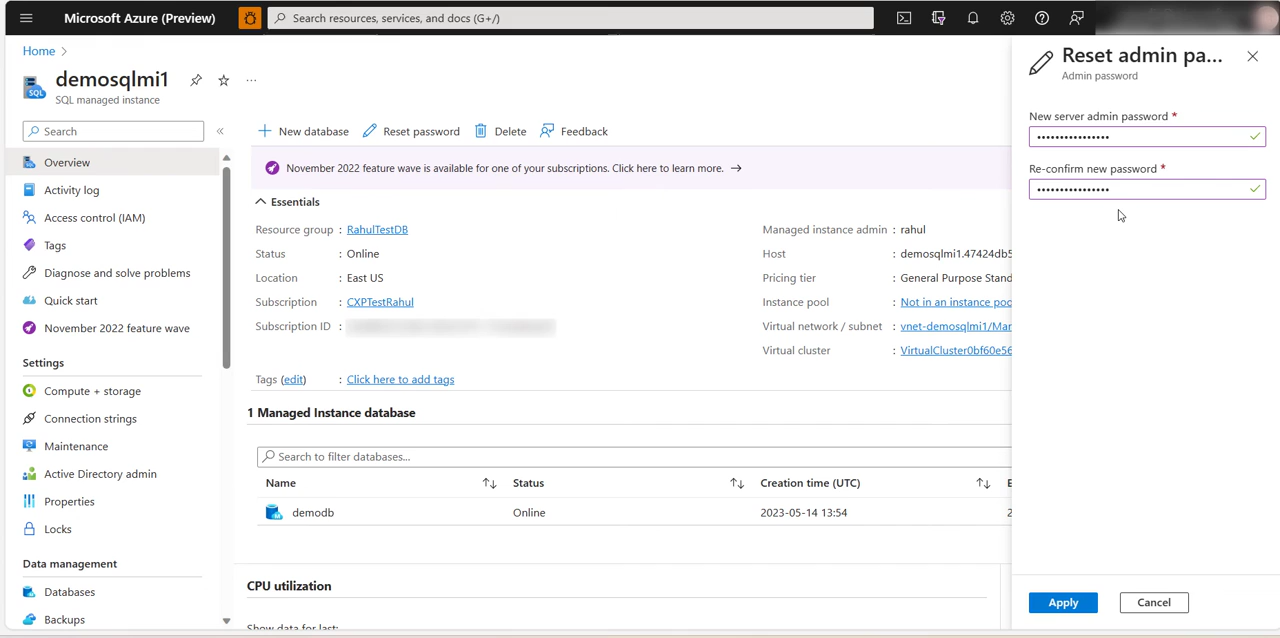 Microsoft Azure (Preview)
Search resources, services, and docs (G+/)
Home
demosqlmi1
SQL managed instance
SQL
Search
Overview
Activity log
Access control (IAM)
Tags
Diagnose and solve problems
Quick start
November 2022 feature wave
Settings
Compute + storage
Connection strings
Maintenance
Active Directory admin
Properties
Locks
Data management
Databases
Backups
New database
Reset password
Delete
Feedback
November 2022 feature wave is available for one of your subscriptions. Click here to learn more. →
Essentials
Resource group : RahulTestDB
Status : Online
Location : East US
Subscription : CXPTestRahul
Subscription ID :
Tags (edit) : Click here to add tags
Managed instance admin : rahul
Host : demosqlmi1.47424db5
Pricing tier : General Purpose Stand
Instance pool : Not in an instance poo
Virtual network / subnet : vnet-demosqlmi1/Mar
Virtual cluster : VirtualCluster0bf60e56
1 Managed Instance database
Search to filter databases...
Name Status Creation time (UTC) E
demodb Online 2023-05-14 13:54 2
CPU utilization
Show data for last:
Reset admin pa...
Admin password
New server admin password *
••••••••••••••••
Re-confirm new password *
••••••••••••••••
Apply
Cancel